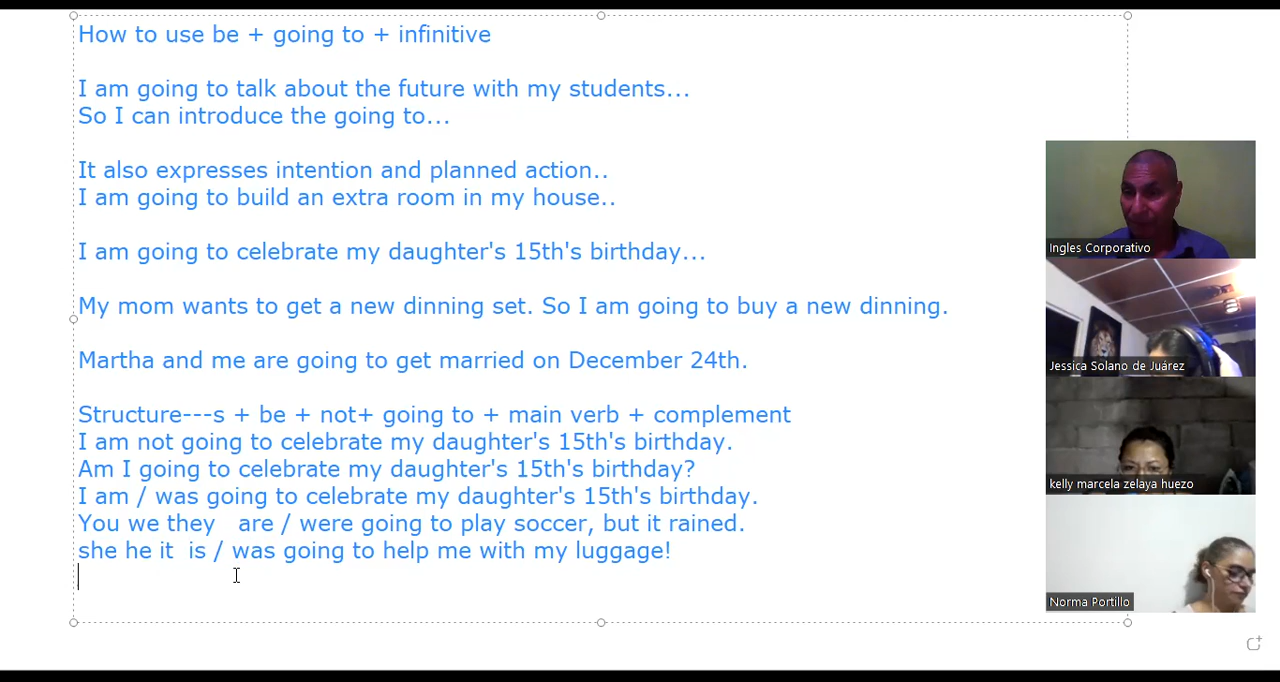 How to use be + going to + infinitive
I am going to talk about the future with my students...
So I can introduce the going to...
It also expresses intention and planned action..
I am going to build an extra room in my house..
I am going to celebrate my daughter's 15th's birthday...
My mom wants to get a new dinning set. So I am going to buy a new dinning.
Martha and me are going to get married on December 24th.
Structure---s + be + not+ going to + main verb + complement
I am not going to celebrate my daughter's 15th's birthday.
Am I going to celebrate my daughter's 15th's birthday?
I am / was going to celebrate my daughter's 15th's birthday.
You we they are / were going to play soccer, but it rained.
she he it is / was going to help me with my luggage!
Ingles Corporativo
Jessica Solano de Juárez
kelly marcela zelaya huezo
Norma Portillo